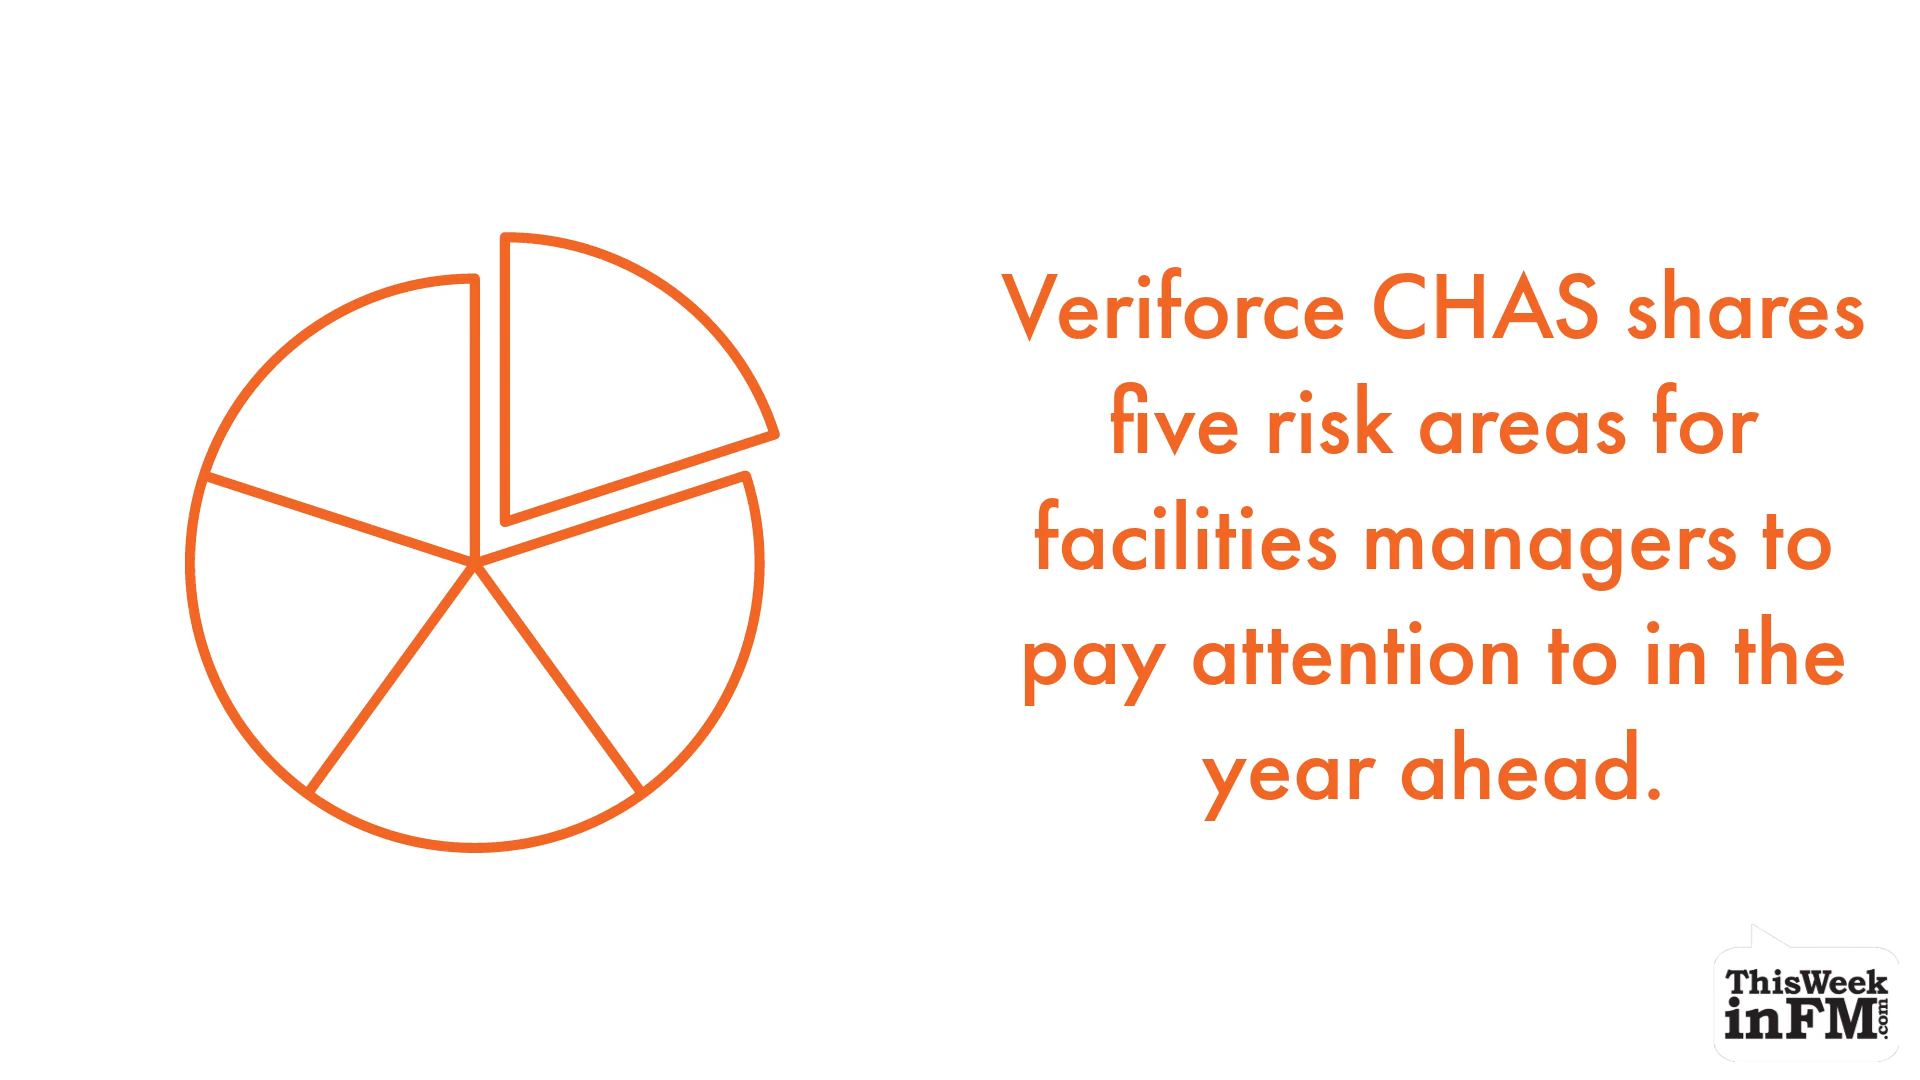 Veriforce CHAS shares
five risk areas for
facilities managers to
pay attention to in the
year ahead.
ThisWeek
inFM.com